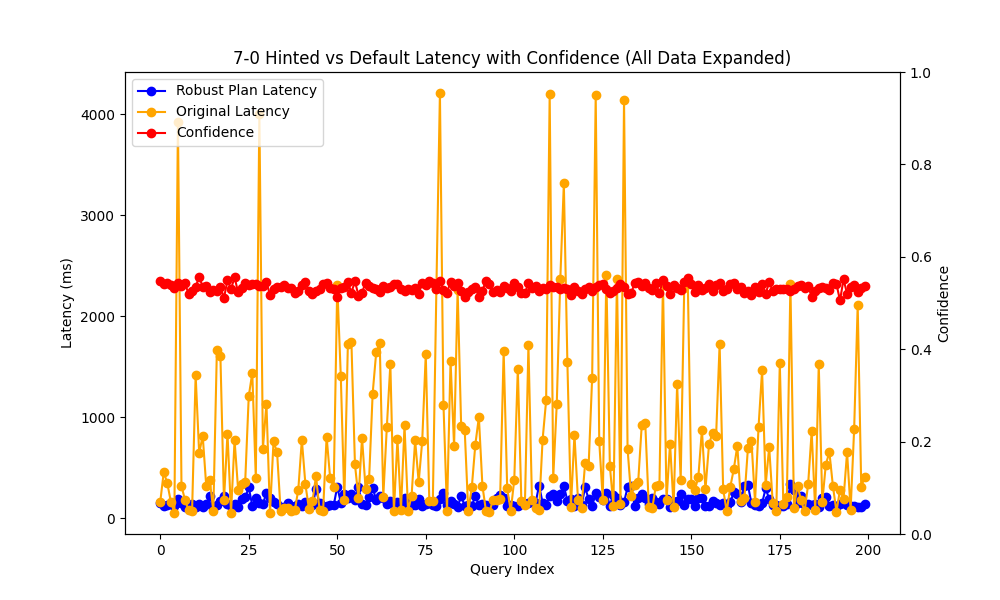 7-0 Hinted vs Default Latency with Confidence (All Data Expanded)
Robust Plan Latency
Original Latency
Confidence
Latency (ms)
4000
3000
2000
1000
0
1.0
0.8
0.6
0.4
0.2
0.0
Confidence
0
25
50
75
100
125
150
175
200
Query Index